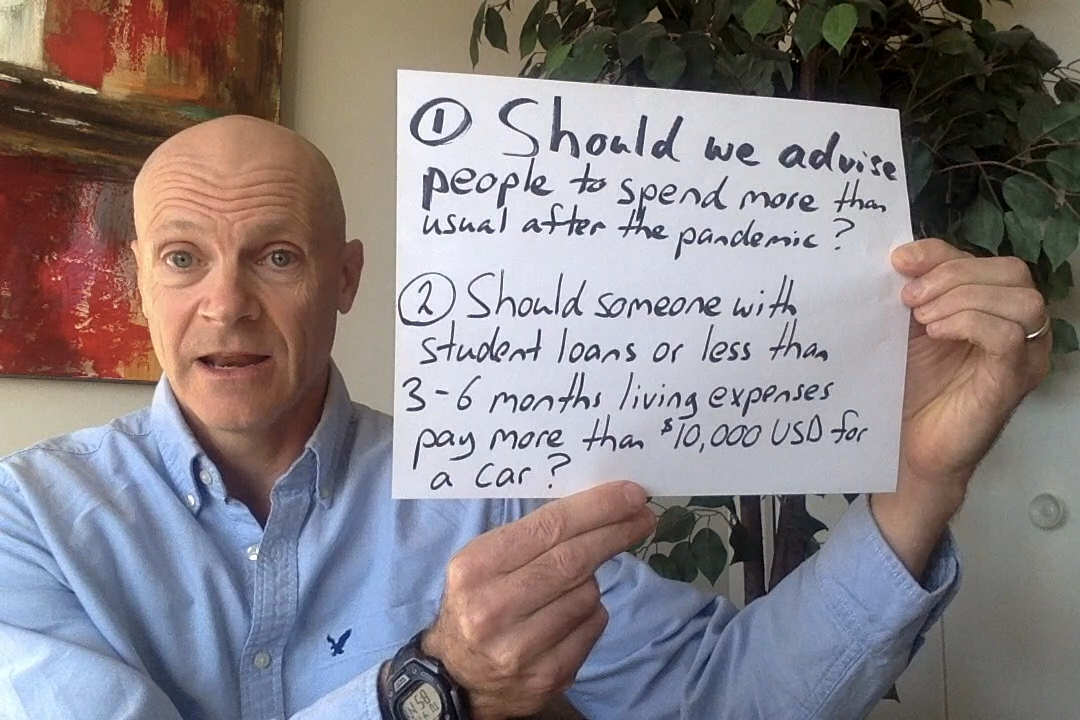 ① Should we advise
people to spend more than
usual after the pandemic?
② Should someone with
student loans or less than
3-6 months living expenses
pay more than $10,000 USD for
a car?